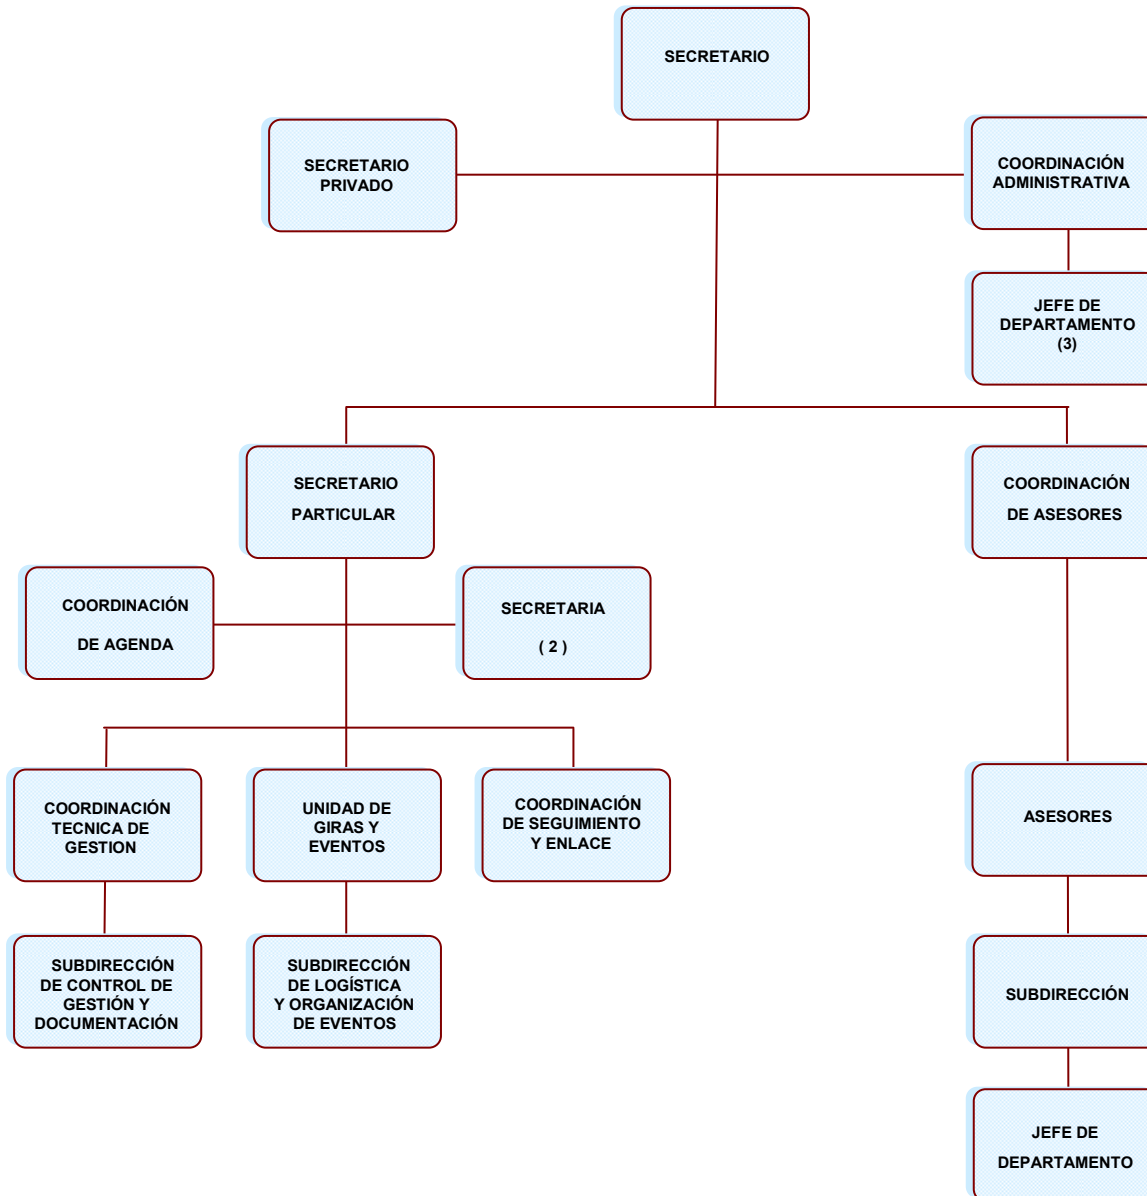 SECRETARIO
SECRETARIO
PRIVADO
COORDINACIÓN
ADMINISTRATIVA
JEFE DE
DEPARTAMENTO
(3)
SECRETARIO
PARTICULAR
COORDINACIÓN
DE ASESORES
COORDINACIÓN
DE AGENDA
SECRETARIA
( 2 )
COORDINACIÓN
TECNICA DE
GESTION
UNIDAD DE
GIRAS Y
EVENTOS
COORDINACIÓN
DE SEGUIMIENTO
Y ENLACE
ASESORES
SUBDIRECCIÓN
DE CONTROL DE
GESTIÓN Y
DOCUMENTACIÓN
SUBDIRECCIÓN
DE LOGÍSTICA
Y ORGANIZACIÓN
DE EVENTOS
SUBDIRECCIÓN
JEFE DE
DEPARTAMENTO